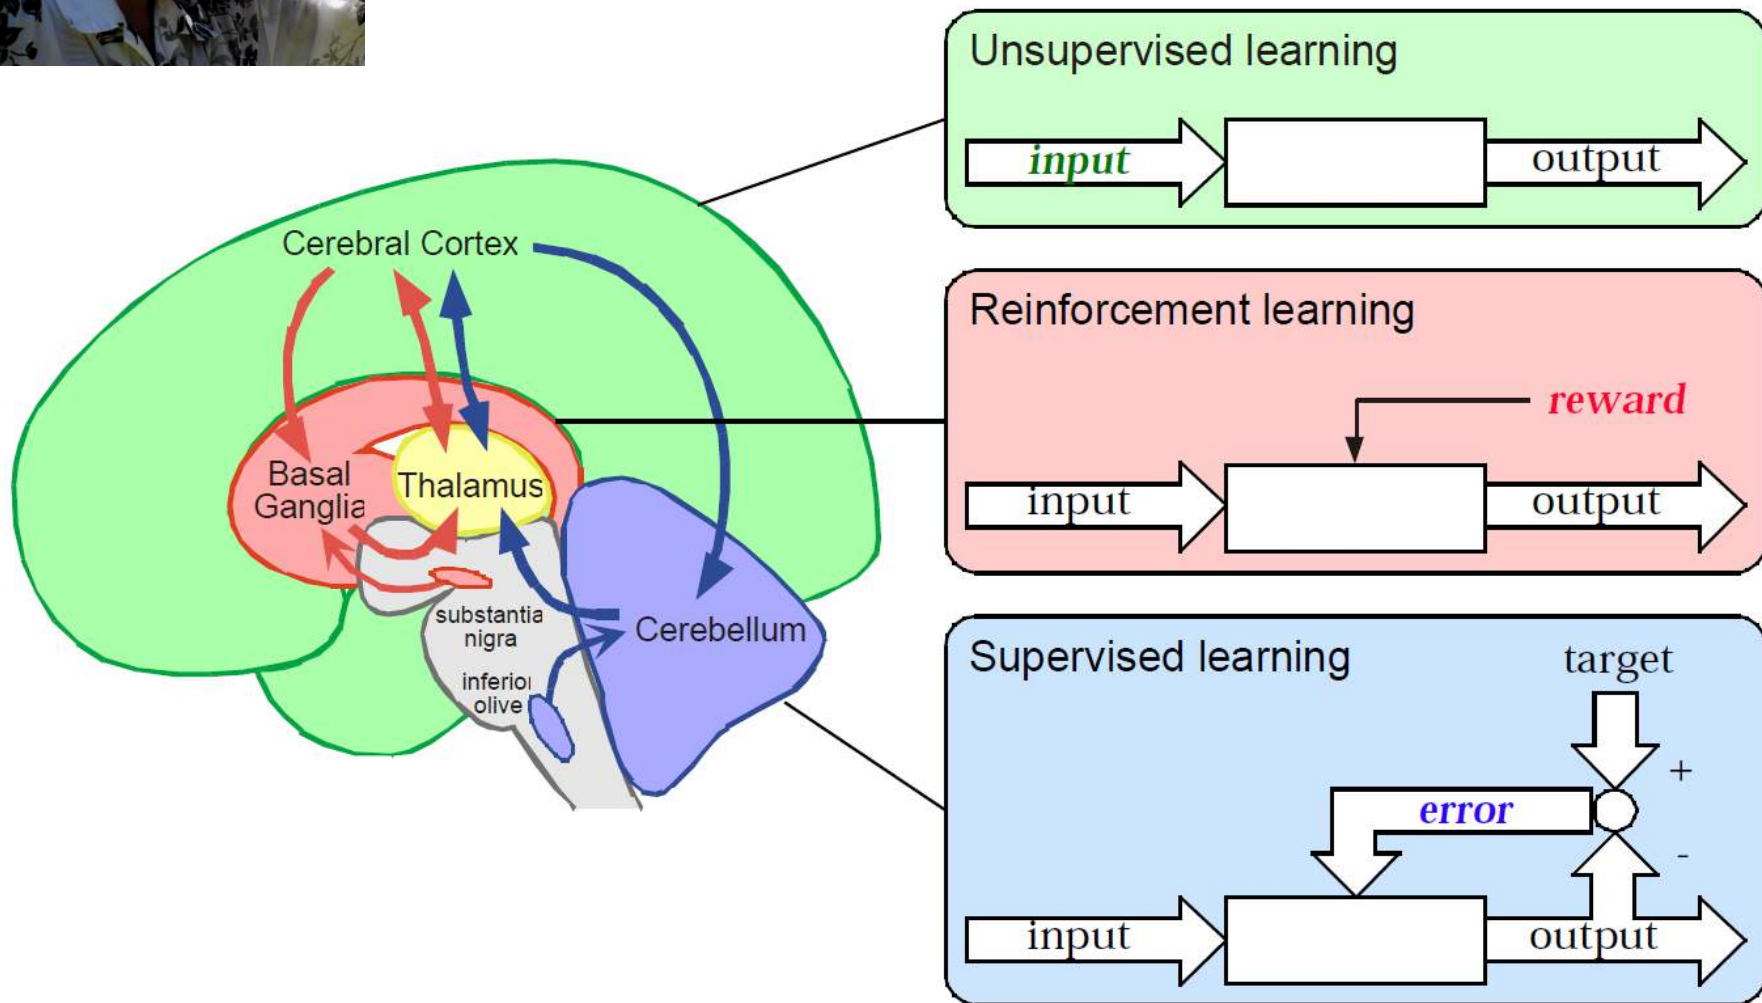 Unsupervised learning
input
output
Cerebral Cortex
Reinforcement learning
reward
input
output
Basal
Ganglia
Thalamus
substantia
nigra
inferior
olive
Cerebellum
Supervised learning
target
+
error
-
input
output